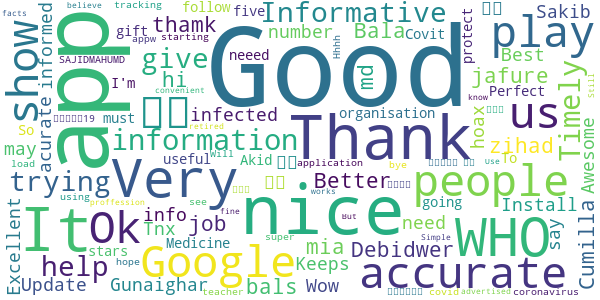 Good
app
Thank
Very
nice
It
WHO
Google
people
accurate
us
play
show
Ok
information
Informative
give
trying
help
Timely
Debidwer
Better
job
jafure
zihad
Cumilla
Awesome
Excellent
acurate
informed
thamk
hi
number
Bala
md
Sakib
Best
five
follow
gift
appw
starting
tracking
believe
facts
SAJIDMAHUMD
I'm
neeed
Covit
Hhhh
protect
Perfect
know
organisation
hoax
infected
So
must
may
load
useful
Will
Akid
application
bye
To
Install
use
Still
using
info
Tnx
see
stars
Medicine
Wow
mia
Keeps
need
going
say
works
But
Simple
Update
Gunaighar
bals
hope
super
fine
teacher
covid
advertised
coronavirus
proffession
retired
convenient
19